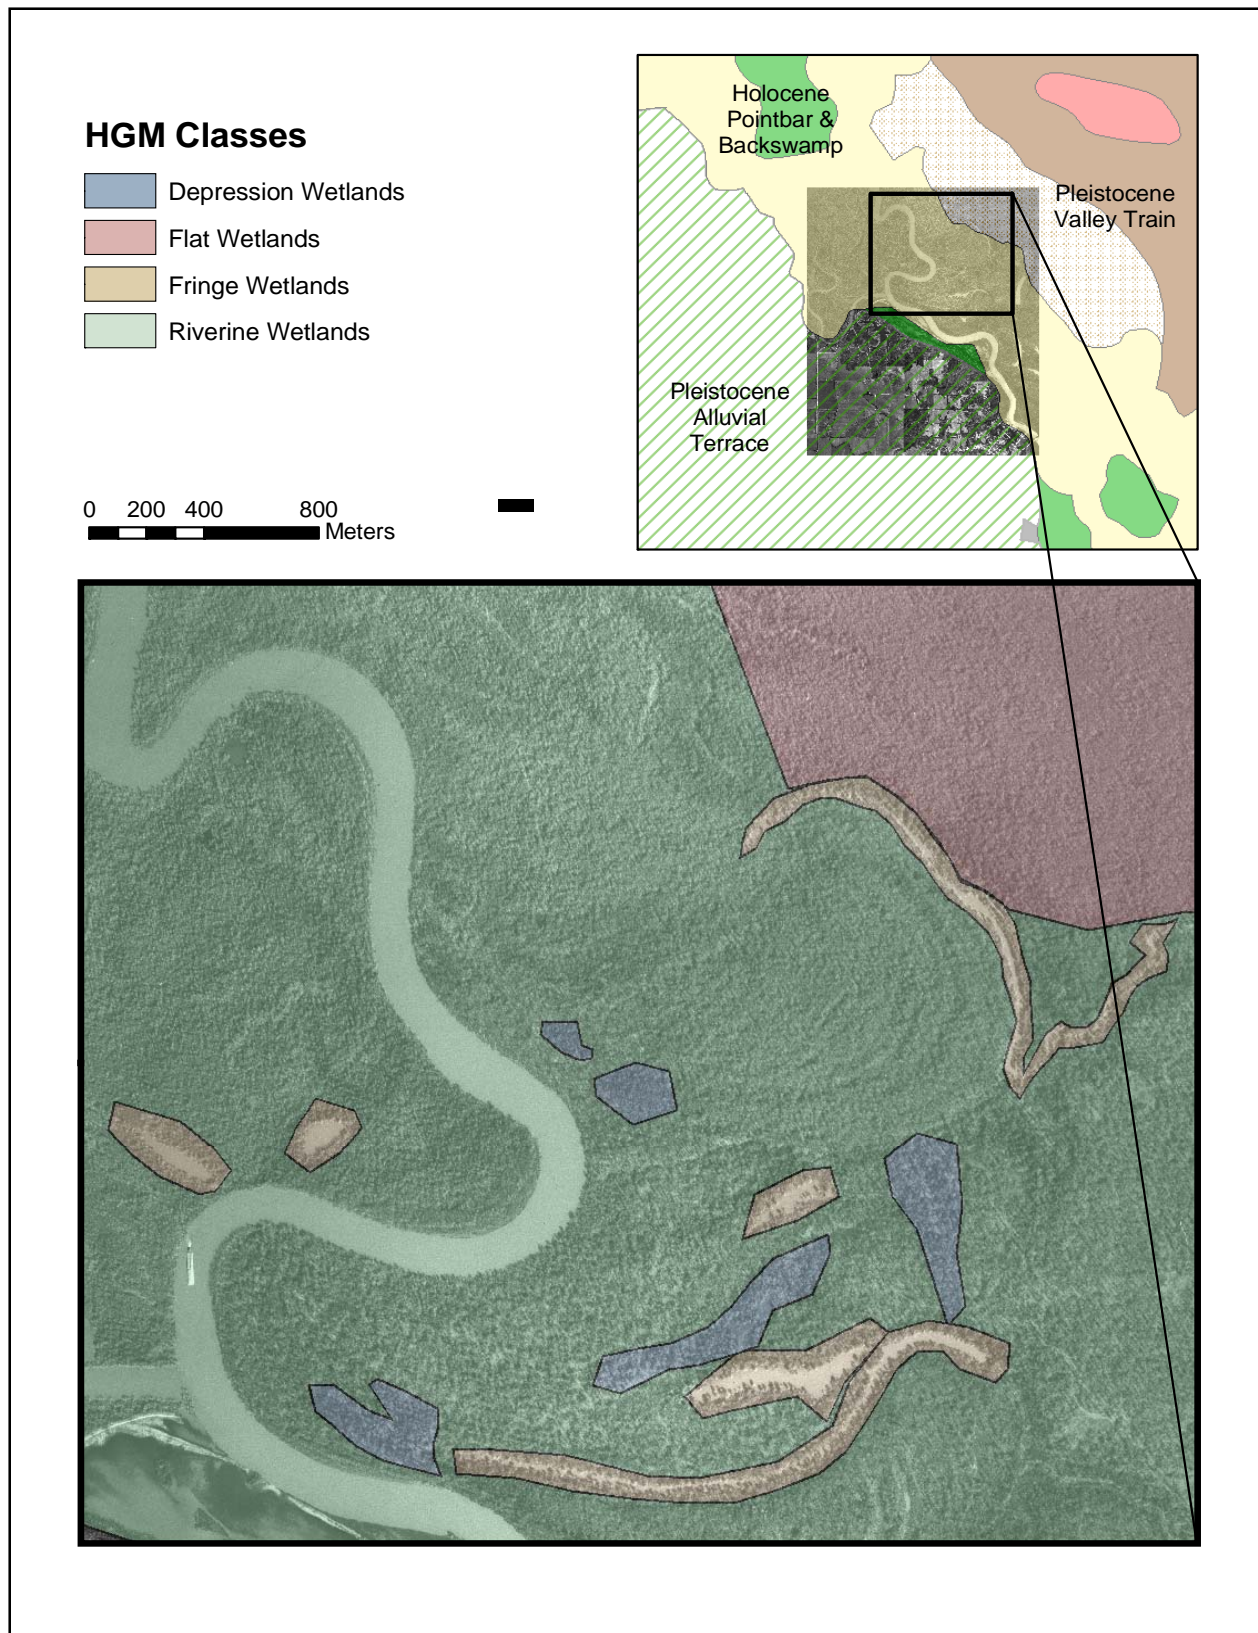 HGM Classes
Depression Wetlands
Flat Wetlands
Fringe Wetlands
Riverine Wetlands
0 200 400 800
Meters
Holocene
Pointbar &
Backswamp
Pleistocene
Valley Train
Pleistocene
Alluvial
Terrace